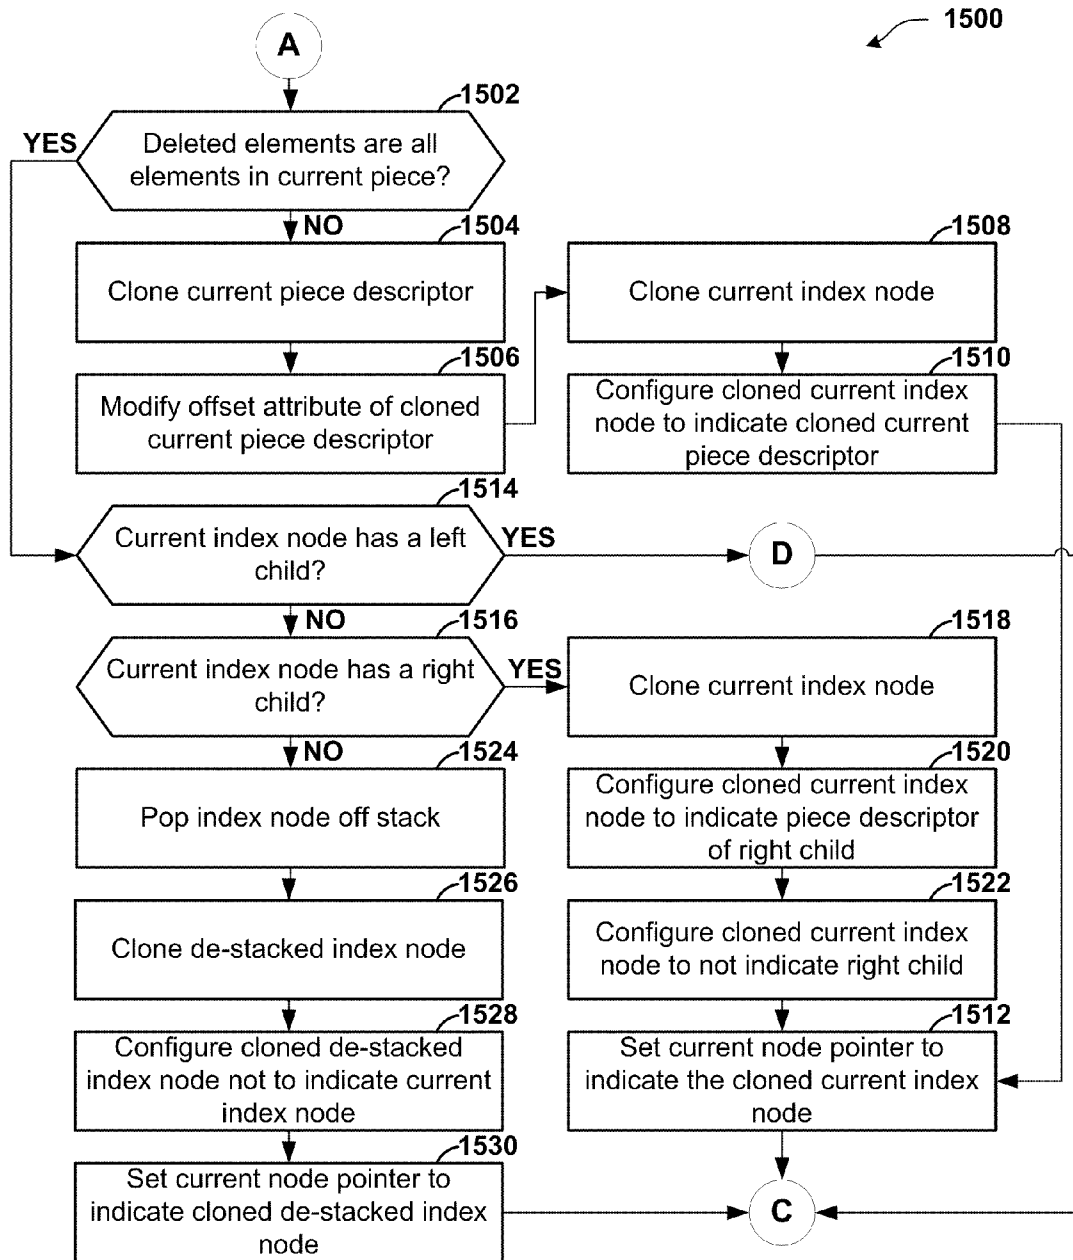 1500
A
1502
YES
Deleted elements are all
elements in current piece?
NO
1504
Clone current piece descriptor
1508
Clone current index node
1506
Modify offset attribute of cloned
current piece descriptor
1510
Configure cloned current index
node to indicate cloned current
piece descriptor
1514
Current index node has a left
child?
YES
D
NO
1516
Current index node has a right
child?
YES
1518
Clone current index node
NO
1524
Pop index node off stack
1520
Configure cloned current index
node to indicate piece descriptor
of right child
1526
Clone de-stacked index node
1522
Configure cloned current index
node to not indicate right child
1528
Configure cloned de-stacked
index node not to indicate current
index node
1512
Set current node pointer to
indicate the cloned current index
node
1530
Set current node pointer to
indicate cloned de-stacked index
node
C